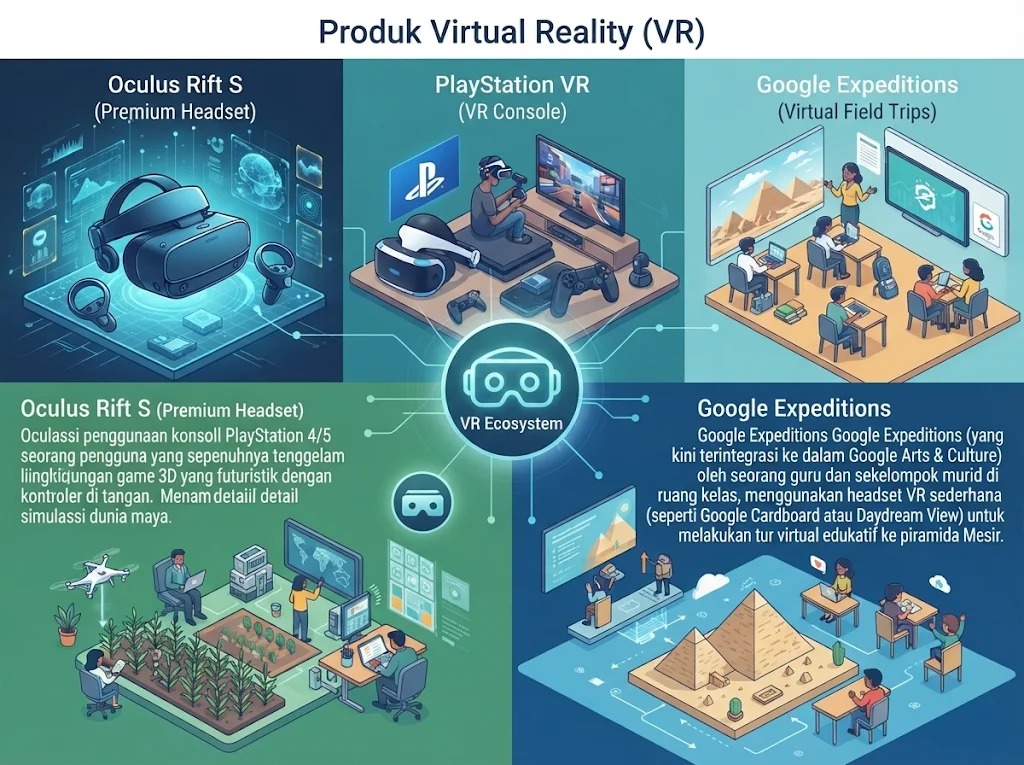 Produk Virtual Reality (VR)
Oculus Rift S
(Premium Headset)
PlayStation VR
(VR Console)
Google Expeditions
(Virtual Field Trips)
VR Ecosystem
Oculus Rift S (Premium Headset)
Oculassi penggunaan konsoll PlayStation 4/5
seorang pengguna yang sepenuhnya tenggelam
game 3D yang futuristik dengan
kontroler di tangan. Menam detaiil detail
simulassi dunia maya.
Google Expeditions
Google Expeditions Google Expeditions (yang
kini terintegrasi ke dalam Google Arts & Culture)
oleh seorang guru dan sekelompok murid di
ruang kelas, menggunakan headset VR sederhana
(seperti Google Cardboard atau Daydream View) untuk
melakukan tur virtual edukatif ke piramida Mesir.